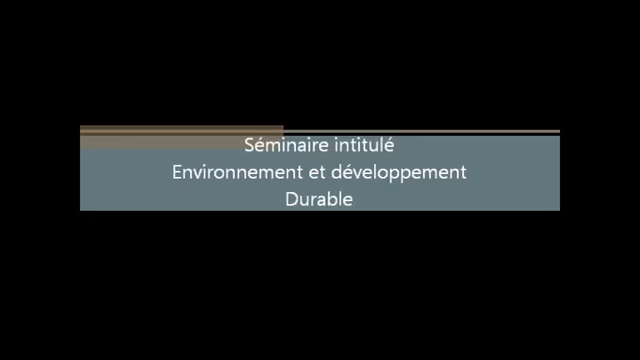 Séminaire intitulé
Environnement et développement
Durable